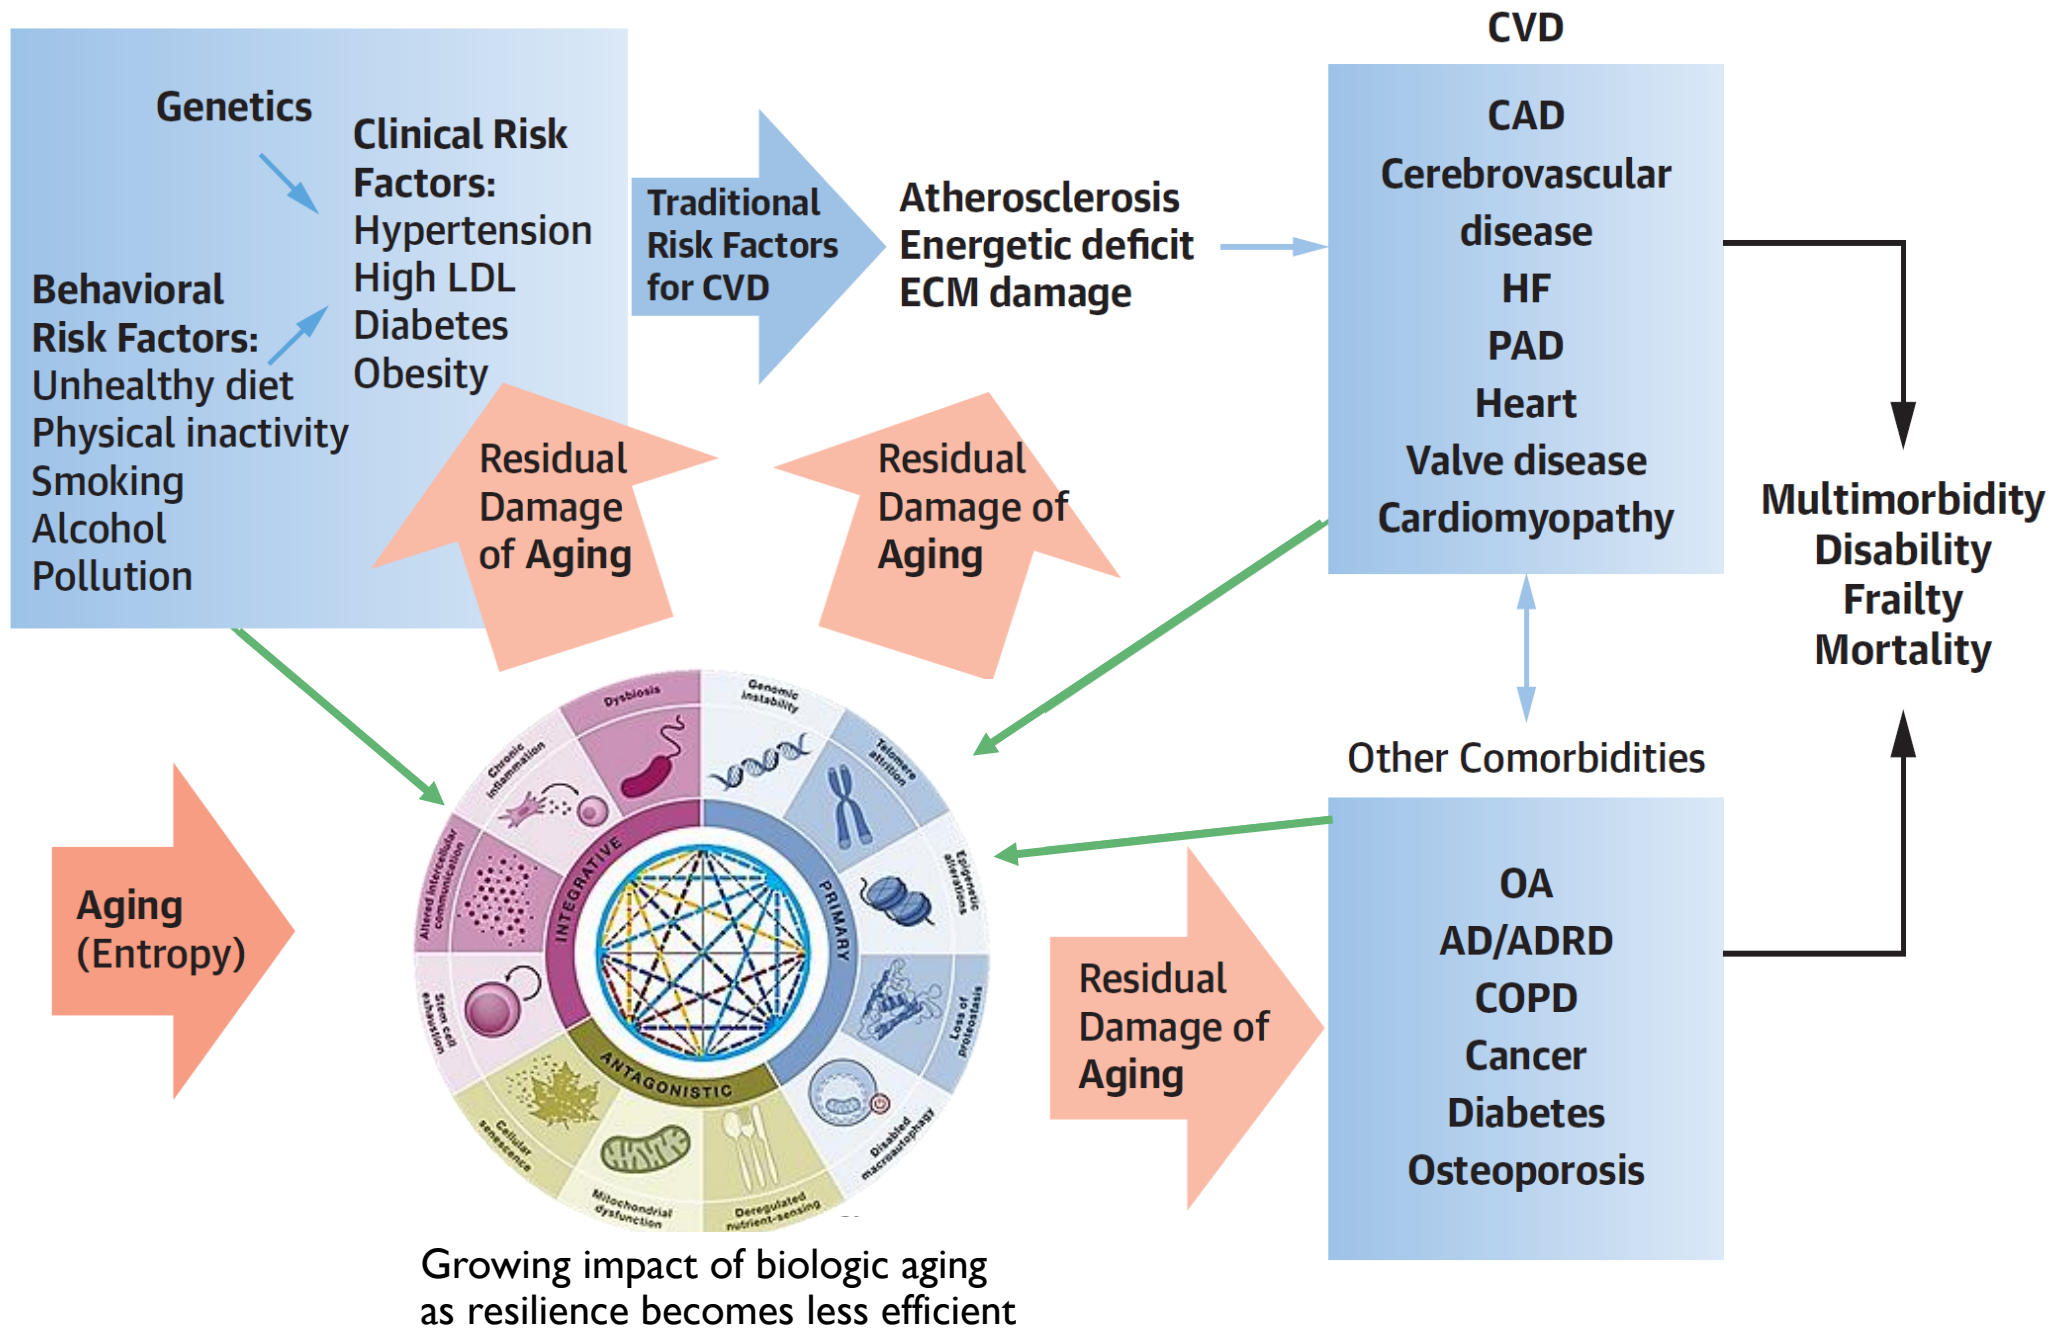 Genetics
Clinical Risk
Factors:
Hypertension
High LDL
Diabetes
Obesity
Behavioral
Risk Factors:
Unhealthy diet
Physical inactivity
Smoking
Alcohol
Pollution
Traditional
Risk Factors
for CVD
Atherosclerosis
Energetic deficit
ECM damage
CVD
CAD
Cerebrovascular
disease
HF
PAD
Heart
Valve disease
Cardiomyopathy
Multimorbidity
Disability
Frailty
Mortality
Residual
Damage
of Aging
Residual
Damage of
Aging
Aging
(Entropy)
Dysbiosis
Genomic
instability
Telomere
attrition
Epigenetic
alterations
Loss of
proteostasis
Disabled
macroautophagy
Deregulated
nutrient-sensing
Mitochondrial
dysfunction
Cellular
senescence
Stem cell
exhaustion
Altered intercellular
communication
Chronic
inflammation
INTEGRATIVE
PRIMARY
ANTAGONISTIC
Residual
Damage of
Aging
Other Comorbidities
OA
AD/ADRD
COPD
Cancer
Diabetes
Osteoporosis
Growing impact of biologic aging
as resilience becomes less efficient